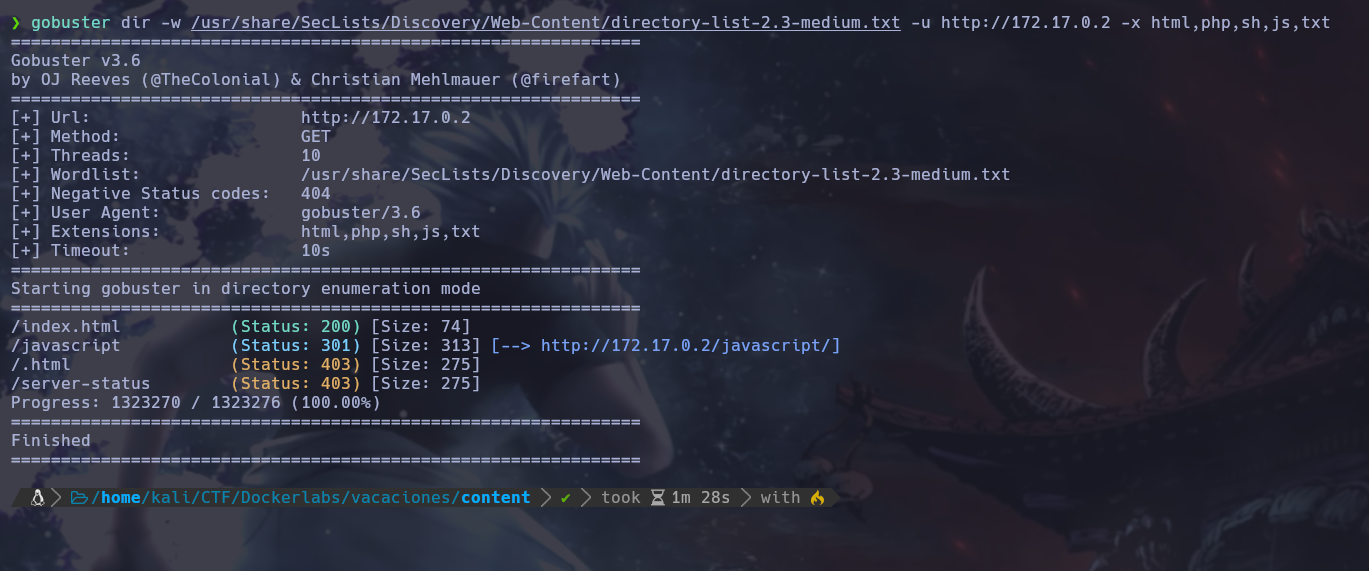 ❯ gobuster dir -w /usr/share/SecLists/Discovery/Web-Content/directory-list-2.3-medium.txt -u http://172.17.0.2 -x html,php,sh,js,txt
===============================================================
Gobuster v3.6
by OJ Reeves (@TheColonial) & Christian Mehlmauer (@firefart)
===============================================================
[+] Url:                     http://172.17.0.2
[+] Method:                  GET
[+] Threads:                 10
[+] Wordlist:                /usr/share/SecLists/Discovery/Web-Content/directory-list-2.3-medium.txt
[+] Negative Status codes:   404
[+] User Agent:              gobuster/3.6
[+] Extensions:              html,php,sh,js,txt
[+] Timeout:                 10s
===============================================================
Starting gobuster in directory enumeration mode
===============================================================
/index.html           (Status: 200) [Size: 74]
/javascript           (Status: 301) [Size: 313] [--> http://172.17.0.2/javascript/]
/.html                (Status: 403) [Size: 275]
/server-status        (Status: 403) [Size: 275]
Progress: 1323270 / 1323276 (100.00%)
===============================================================
Finished
===============================================================
/home/kali/CTF/Dockerlabs/vacaciones/content ✔ took 1m 28s with